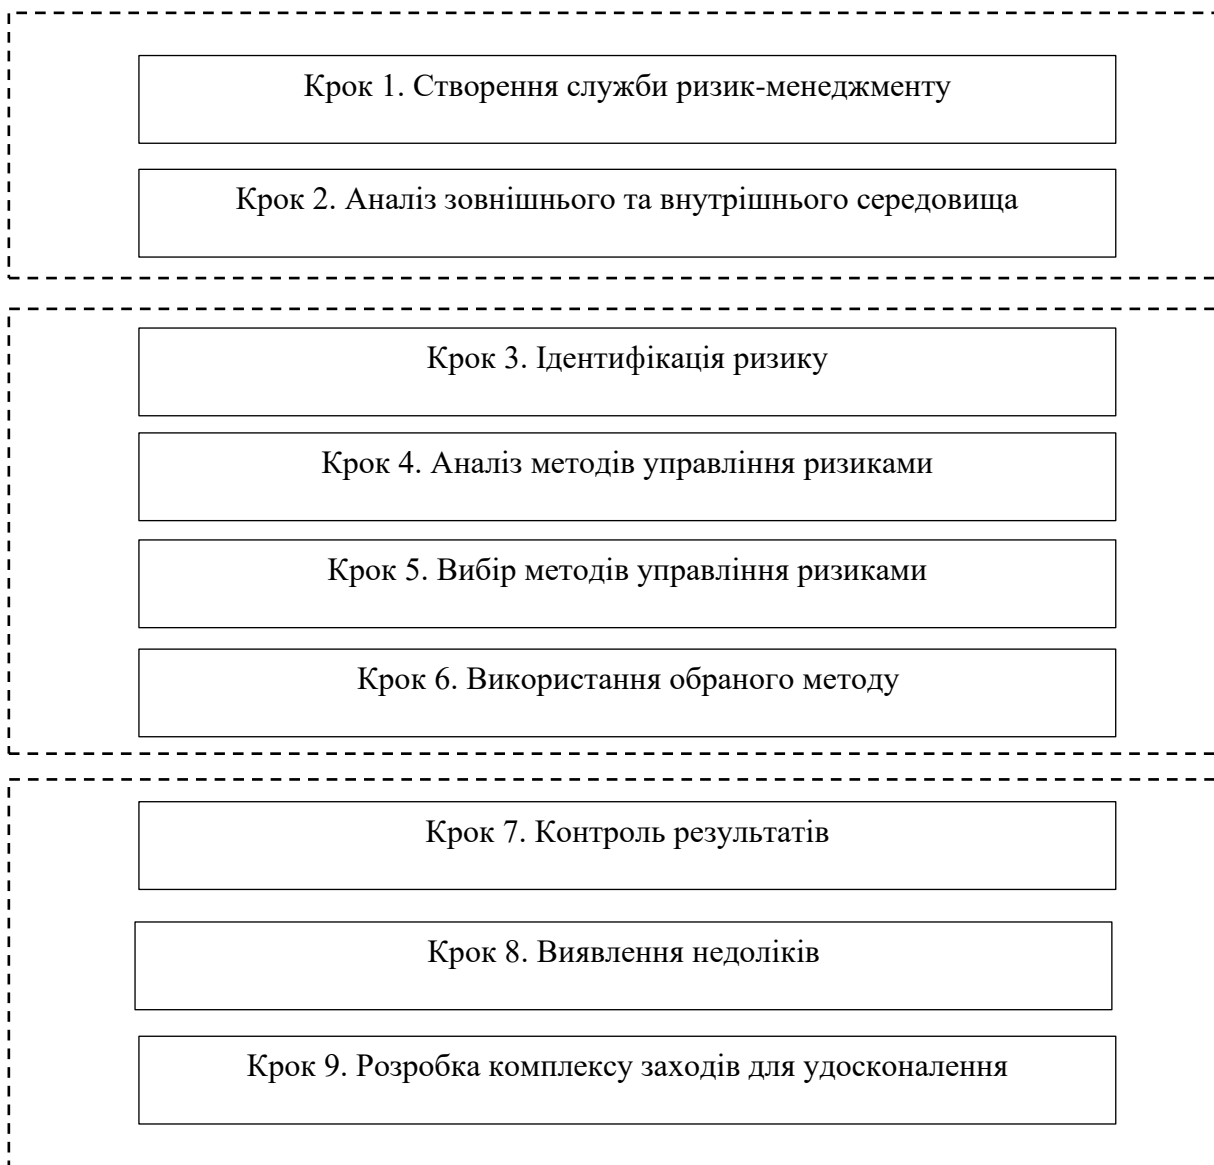 Крок 1. Створення служби ризик-менеджменту
Крок 2. Аналіз зовнішнього та внутрішнього середовища
Крок 3. Ідентифікація ризику
Крок 4. Аналіз методів управління ризиками
Крок 5. Вибір методів управління ризиками
Крок 6. Використання обраного методу
Крок 7. Контроль результатів
Крок 8. Виявлення недоліків
Крок 9. Розробка комплексу заходів для удосконалення